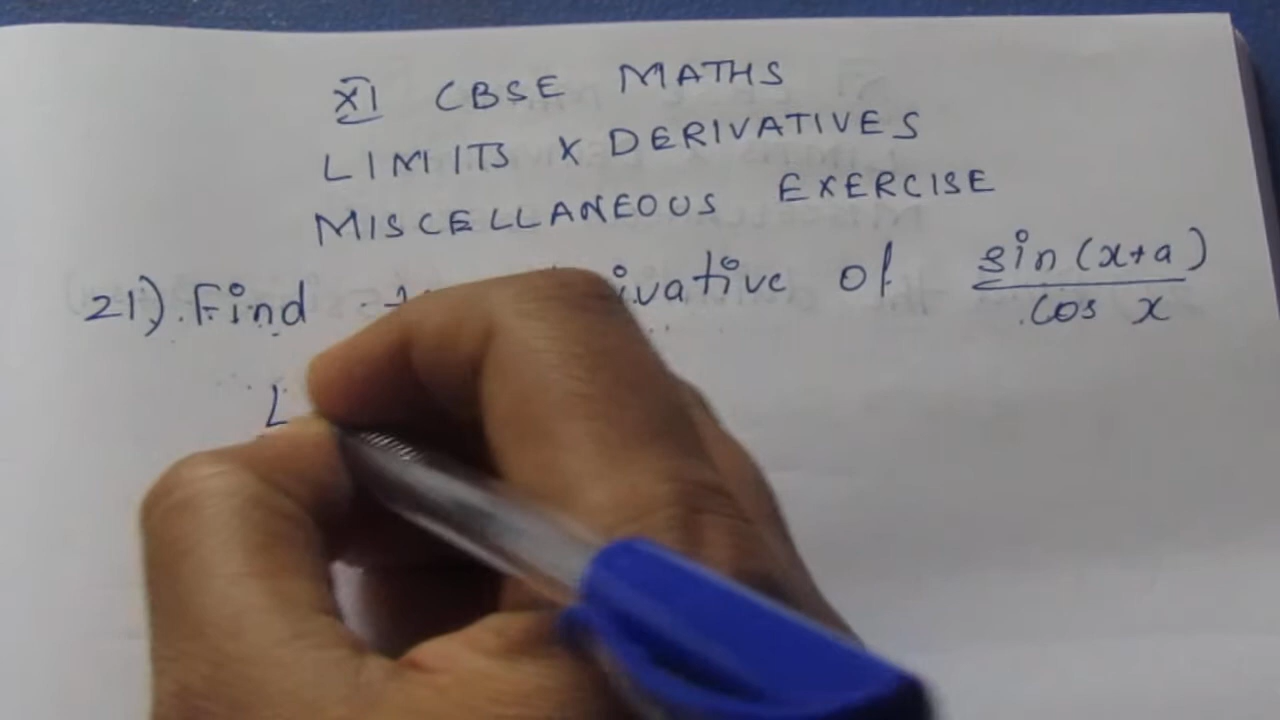 XI CBSE MATHS
LIMITS X DERIVATIVES
MISCELLANEOUS EXERCISE
21). Find ivative of sin (x+a) / cos x
L